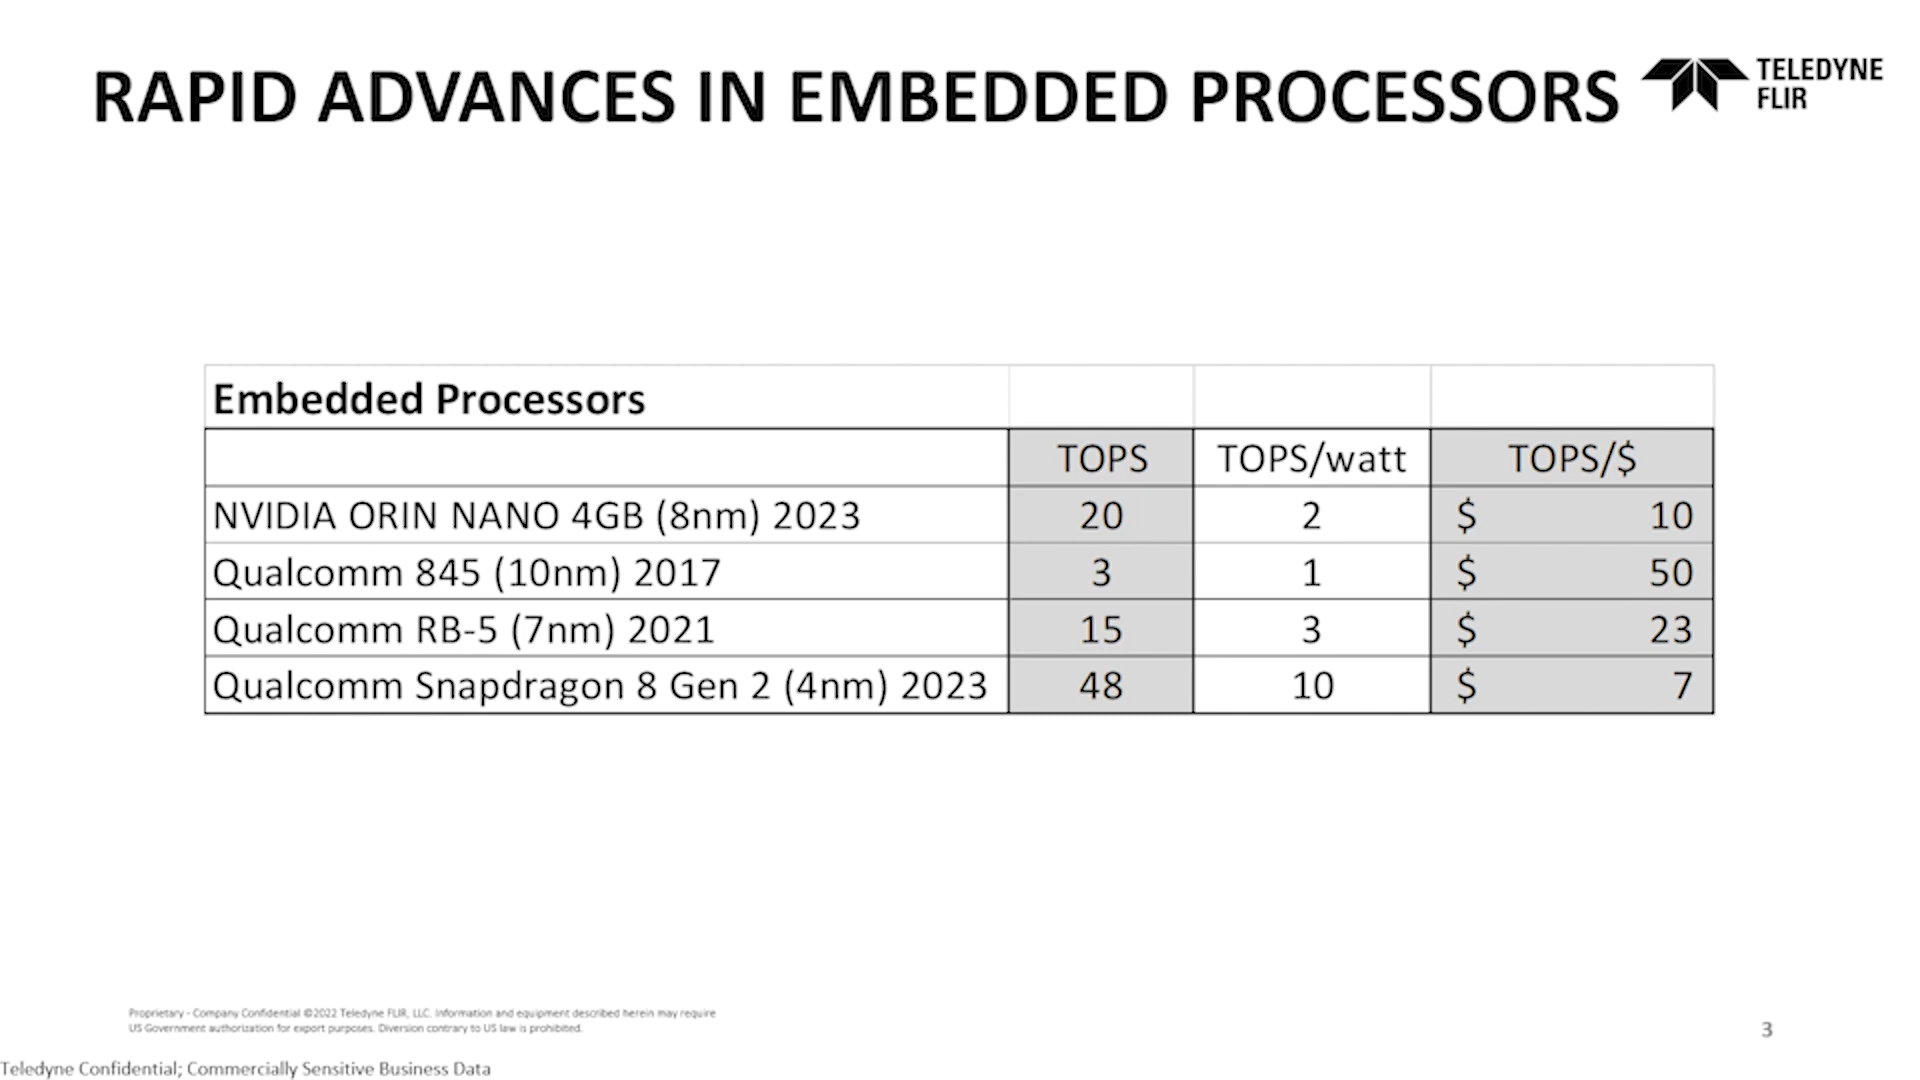 RAPID ADVANCES IN EMBEDDED PROCESSORS
TELEDYNE
FLIR
Embedded Processors
TOPS TOPS/watt TOPS/$
NVIDIA ORIN NANO 4GB (8nm) 2023 20 2 $ 10
Qualcomm 845 (10nm) 2017 3 1 $ 50
Qualcomm RB-5 (7nm) 2021 15 3 $ 23
Qualcomm Snapdragon 8 Gen 2 (4nm) 2023 48 10 $ 7
Proprietary - Company Confidential ©2022 Teledyne FLIR, LLC. Information and equipment described herein may require
US Government authorization for export purposes. Diversion contrary to US law is prohibited.
3
Teledyne Confidential; Commercially Sensitive Business Data